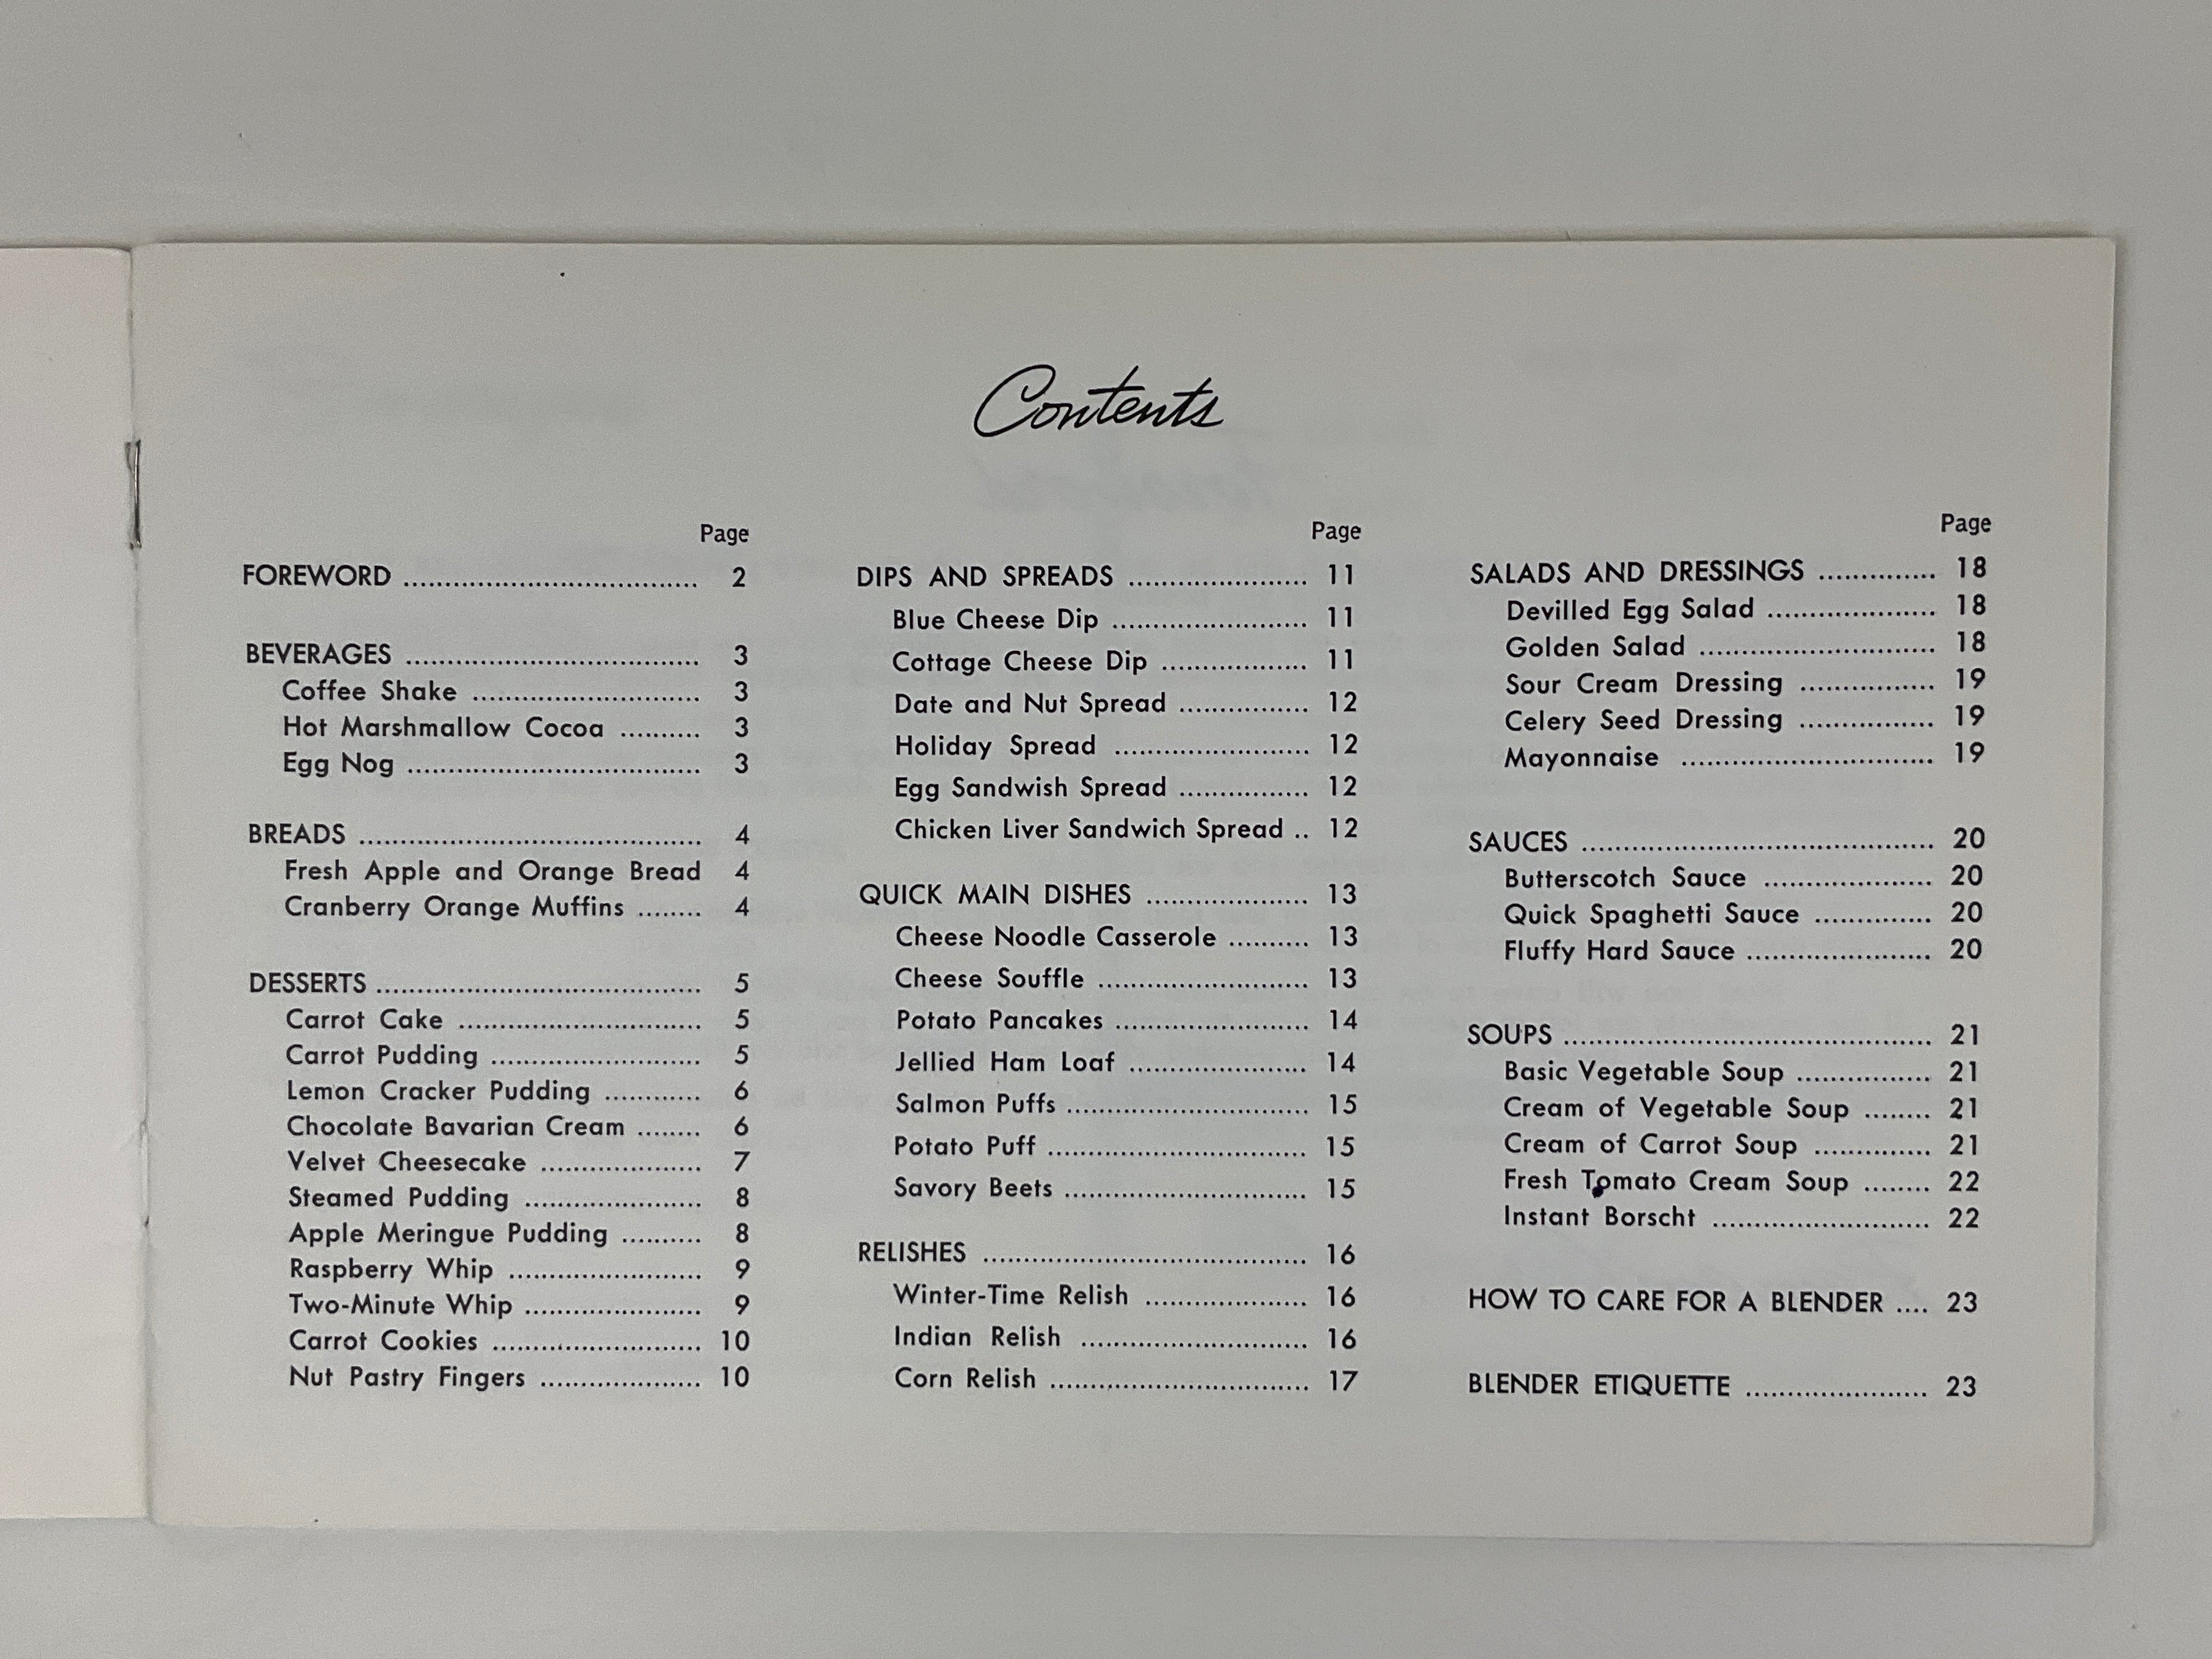 Contents
Page
FOREWORD .................................... 2
BEVERAGES .................................... 3
Coffee Shake ............................ 3
Hot Marshmallow Cocoa .......... 3
Egg Nog .................................... 3
BREADS .......................................... 4
Fresh Apple and Orange Bread 4
Cranberry Orange Muffins ........ 4
DESSERTS ........................................ 5
Carrot Cake .............................. 5
Carrot Pudding .......................... 5
Lemon Cracker Pudding ............ 6
Chocolate Bavarian Cream ........ 6
Velvet Cheesecake .................... 7
Steamed Pudding ...................... 8
Apple Meringue Pudding .......... 8
Raspberry Whip ........................ 9
Two-Minute Whip ...................... 9
Carrot Cookies .......................... 10
Nut Pastry Fingers .................... 10
Page
DIPS AND SPREADS ...................... 11
Blue Cheese Dip ........................ 11
Cottage Cheese Dip .................. 11
Date and Nut Spread ................ 12
Holiday Spread ........................ 12
Egg Sandwish Spread ................ 12
Chicken Liver Sandwich Spread .. 12
QUICK MAIN DISHES .................... 13
Cheese Noodle Casserole .......... 13
Cheese Souffle .......................... 13
Potato Pancakes ........................ 14
Jellied Ham Loaf ...................... 14
Salmon Puffs .............................. 15
Potato Puff ................................ 15
Savory Beets .............................. 15
RELISHES ........................................ 16
Winter-Time Relish .................... 16
Indian Relish ............................ 16
Corn Relish ................................ 17
Page
SALADS AND DRESSINGS .............. 18
Devilled Egg Salad .................... 18
Golden Salad ............................ 18
Sour Cream Dressing ................ 19
Celery Seed Dressing ................ 19
Mayonnaise .............................. 19
SAUCES .......................................... 20
Butterscotch Sauce .................... 20
Quick Spaghetti Sauce .............. 20
Fluffy Hard Sauce ...................... 20
SOUPS ............................................ 21
Basic Vegetable Soup ................ 21
Cream of Vegetable Soup ........ 21
Cream of Carrot Soup .............. 21
Fresh Tomato Cream Soup ........ 22
Instant Borscht .......................... 22
HOW TO CARE FOR A BLENDER .... 23
BLENDER ETIQUETTE ...................... 23